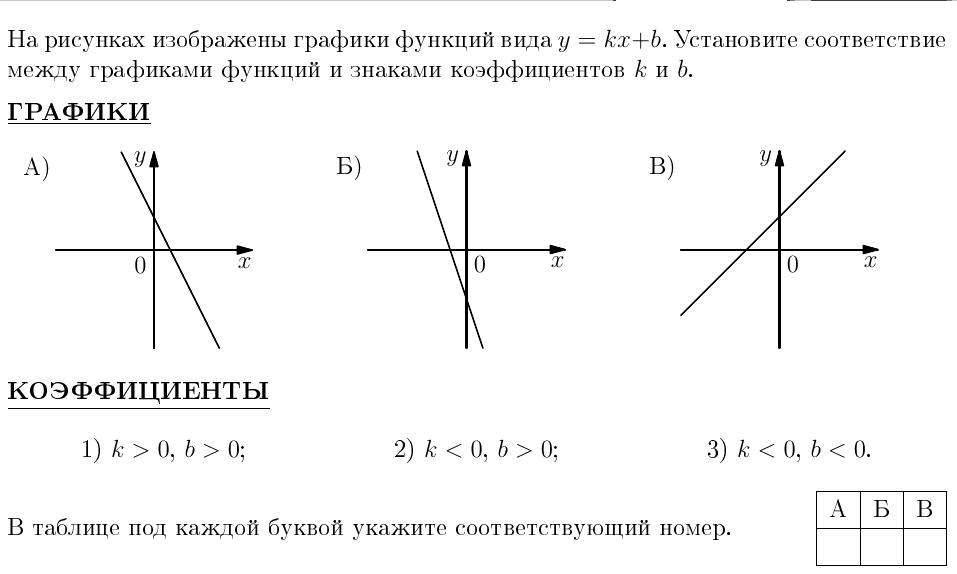 На рисунках изображены графики функций вида y = kx+b. Установите соответствие
между графиками функций и знаками коэффициентов k и b.
ГРАФИКИ
А) y 0 x
Б) y 0 x
В) y 0 x
КОЭФФИЦИЕНТЫ
1) k > 0, b > 0; 2) k < 0, b > 0; 3) k < 0, b < 0.
А Б В
В таблице под каждой буквой укажите соответствующий номер.